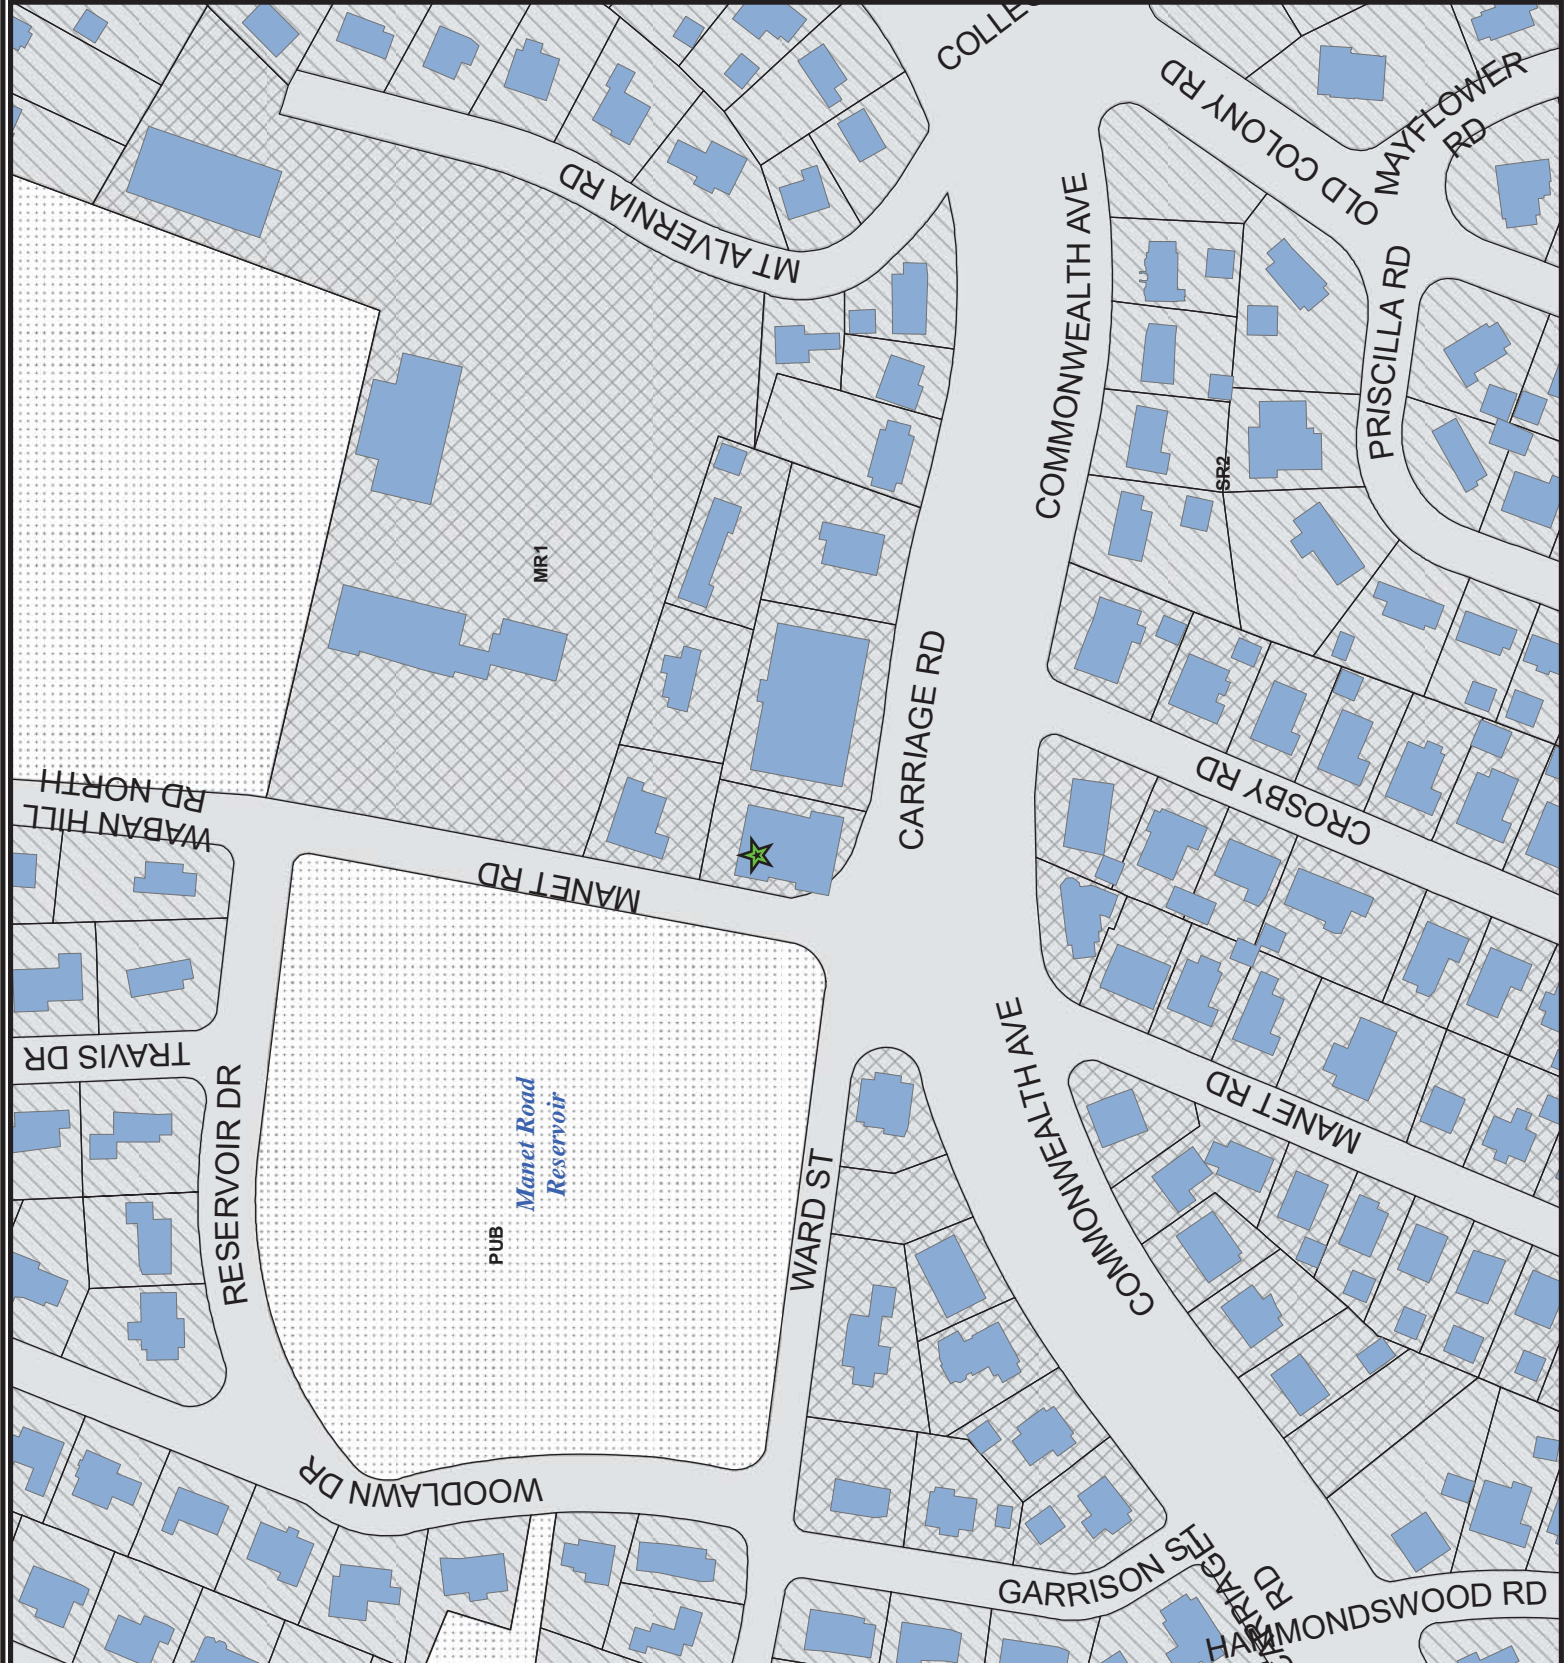 COLLE
OLD COLONY RD
MAYFLOWER
RD
MT ALVERNIA RD
COMMONWEALTH AVE
PRISCILLA RD
SR2
MR1
CARRIAGE RD
CROSBY RD
WABAN HILL
RD NORTH
MANET RD
TRAVIS DR
RESERVOIR DR
Manet Road
Reservoir
PUB
WARD ST
COMMONWEALTH AVE
MANET RD
WOODLAWN DR
GARRISON ST
CARRIAGE
RD
HAMMONDSWOOD RD